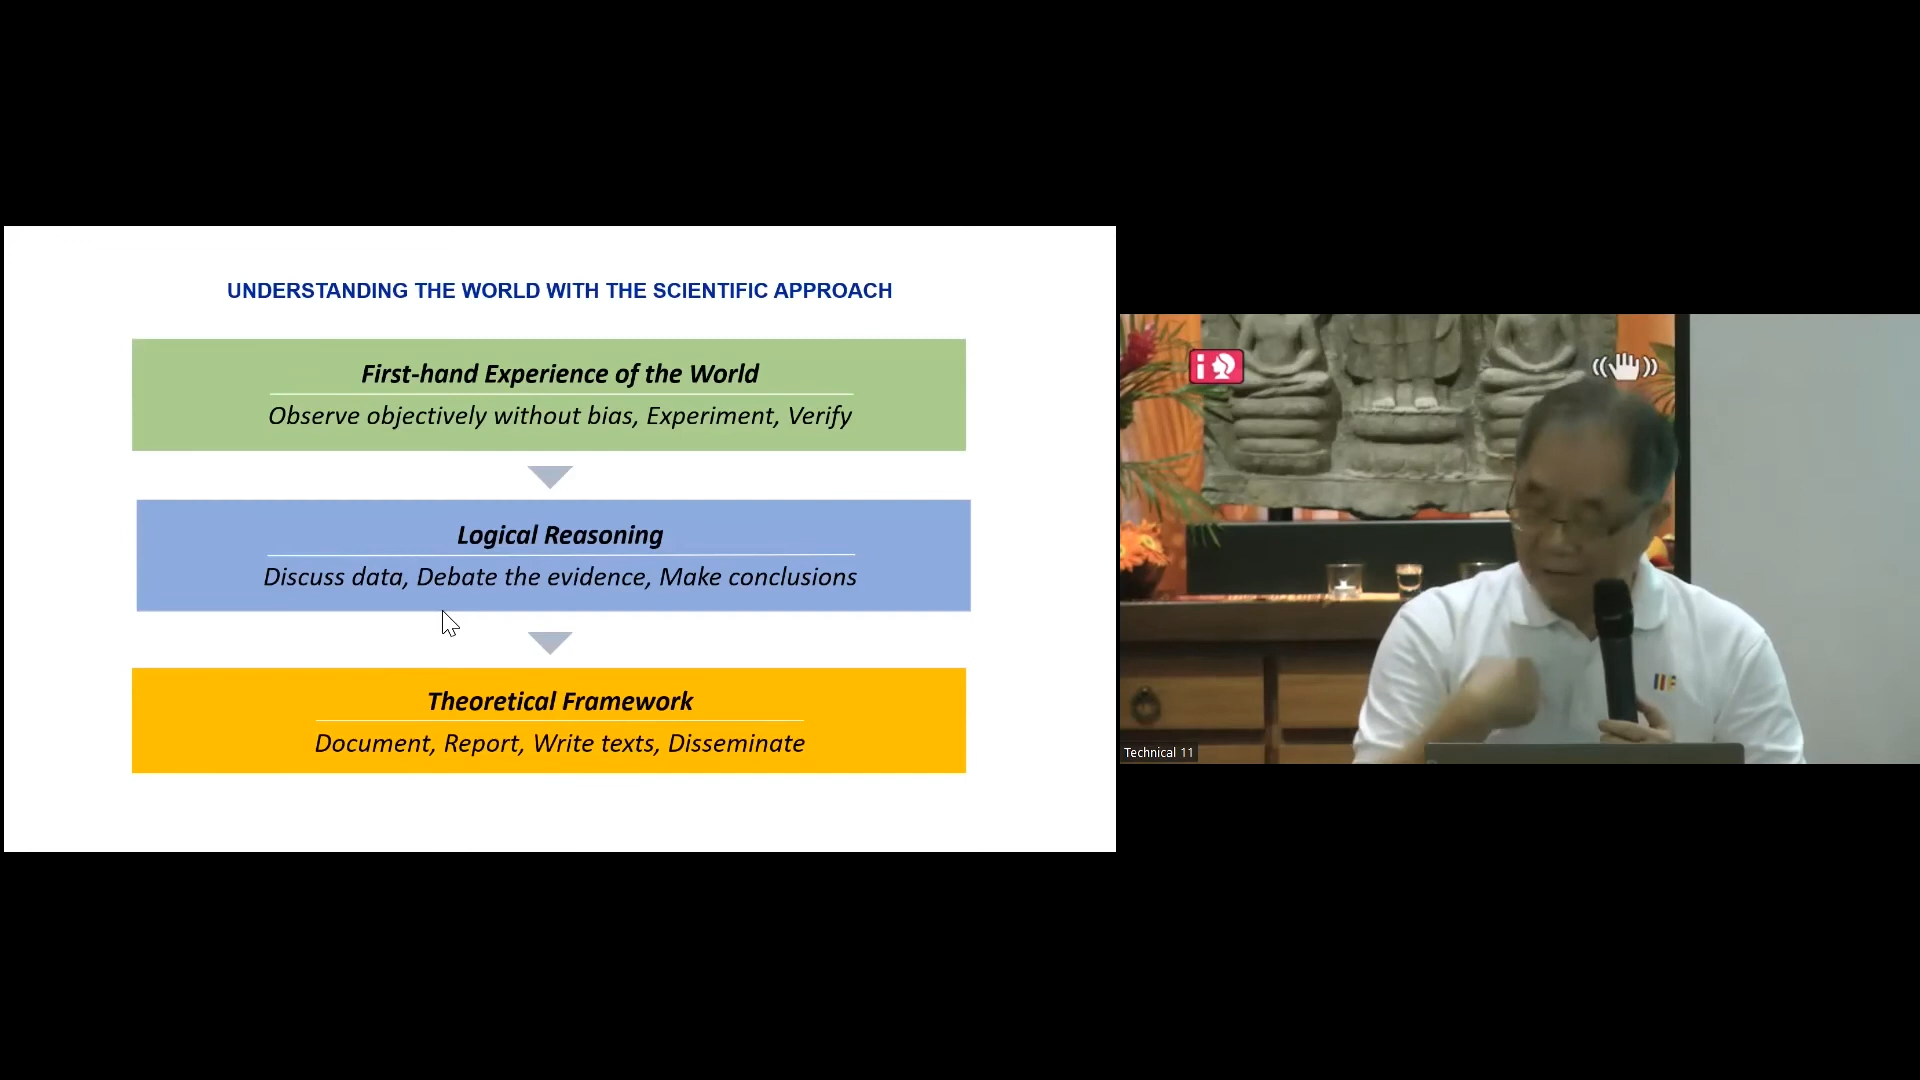 UNDERSTANDING THE WORLD WITH THE SCIENTIFIC APPROACH
First-hand Experience of the World
Observe objectively without bias, Experiment, Verify
Logical Reasoning
Discuss data, Debate the evidence, Make conclusions
Theoretical Framework
Document, Report, Write texts, Disseminate
Technical 11